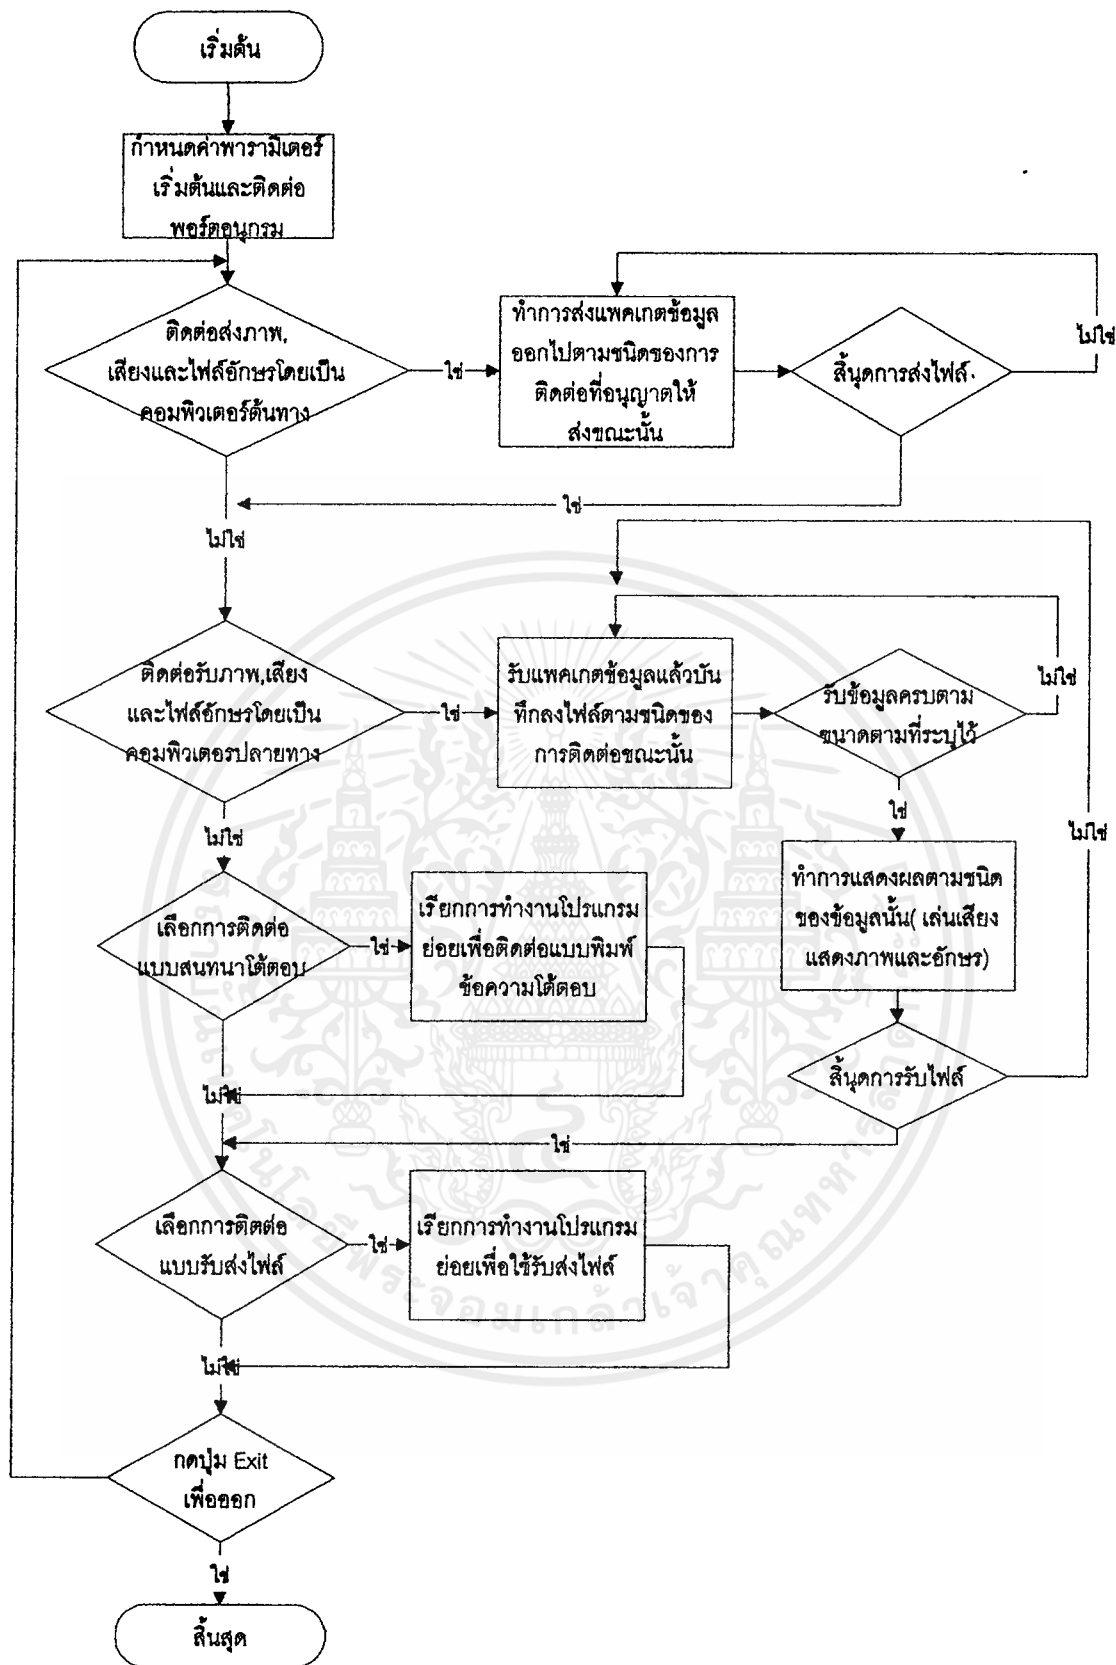 เริ่มต้น
กำหนดค่าพารามิเตอร์
เริ่มต้นและติดต่อ
พอร์ตอนุกรม
ติดต่อส่งภาพ,
เสียงและไฟล์อักษรโดยเป็น
คอมพิวเตอร์ต้นทาง
ใช่
ทำการส่งแพคเกตข้อมูล
ออกไปตามชนิดของการ
ติดต่อที่อนุญาตให้
ส่งขณะนั้น
สิ้นุดการส่งไฟล์
ไม่ใช่
ใช่
ไม่ใช่
ติดต่อรับภาพ,เสียง
และไฟล์อักษรโดยเป็น
คอมพิวเตอรปลายทาง
ใช่
รับแพคเกตข้อมูลแล้วบัน
ทึกลงไฟล์ตามชนิดของ
การติดต่อขณะนั้น
รับข้อมูลครบตาม
ขนาดตามที่ระบุไว้
ไม่ใช่
ใช่
ไม่ใช่
ทำการแสดงผลตามชนิด
ของข้อมูลนั้น( เล่นเสียง
แสดงภาพและอักษร)
สิ้นุดการรับไฟล์
ไม่ใช่
เลือกการติดต่อ
แบบสนทนาโต้ตอบ
ใช่
เรียกการทำงานโปรแกรม
ย่อยเพื่อติดต่อแบบพิมพ์
ข้อความโต้ตอบ
ไม่ใช่
ใช่
เลือกการติดต่อ
แบบรับส่งไฟล์
ใช่
เรียกการทำงานโปรแกรม
ย่อยเพื่อใช้รับส่งไฟล์
ไม่ใช่
กดปุ่ม Exit
เพื่อออก
ใช่
สิ้นสุด
พระจอมเกล้าเจ้าคุณทหาร